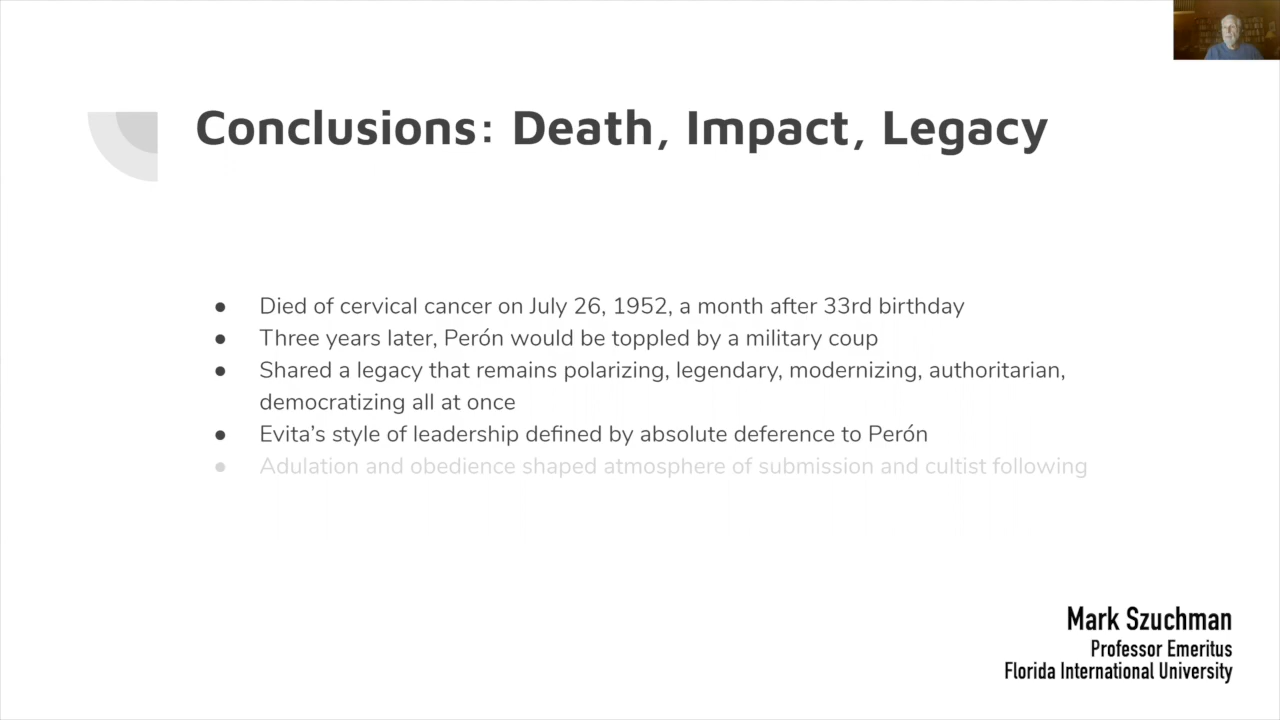 Conclusions: Death, Impact, Legacy
● Died of cervical cancer on July 26, 1952, a month after 33rd birthday
● Three years later, Perón would be toppled by a military coup
● Shared a legacy that remains polarizing, legendary, modernizing, authoritarian,
democratizing all at once
● Evita’s style of leadership defined by absolute deference to Perón
● Adulation and obedience shaped atmosphere of submission and cultist following
Mark Szuchman
Professor Emeritus
Florida International University